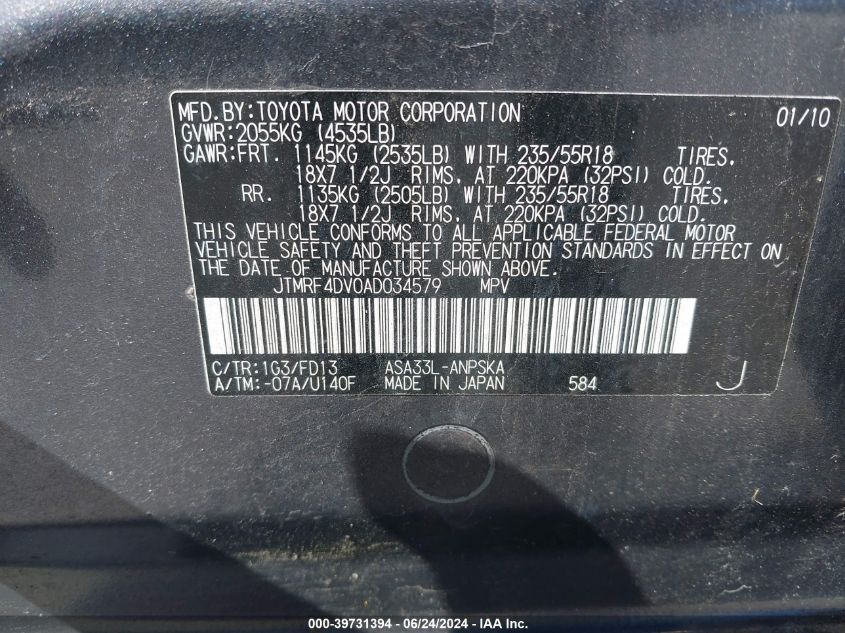 MFD.BY:TOYOTA MOTOR CORPORATION 01/10
GVWR:2055KG (4535LB)
GAWR:FRT. 1145KG (2535LB) WITH 235/55R18 TIRES,
18X7 1/2J RIMS, AT 220KPA (32PSI) COLD.
RR. 1135KG (2505LB) WITH 235/55R18 TIRES,
18X7 1/2J RIMS, AT 220KPA (32PSI) COLD.
THIS VEHICLE CONFORMS TO ALL APPLICABLE FEDERAL MOTOR
VEHICLE SAFETY AND THEFT PREVENTION STANDARDS IN EFFECT ON
THE DATE OF MANUFACTURE SHOWN ABOVE.
JTMRF4DV0AD034579 MPV
C/TR:1G3/FD13 ASA33L-ANPSKA
A/TM:-07A/U140F MADE IN JAPAN 584 J
000-39731394 - 06/24/2024 - IAA Inc.